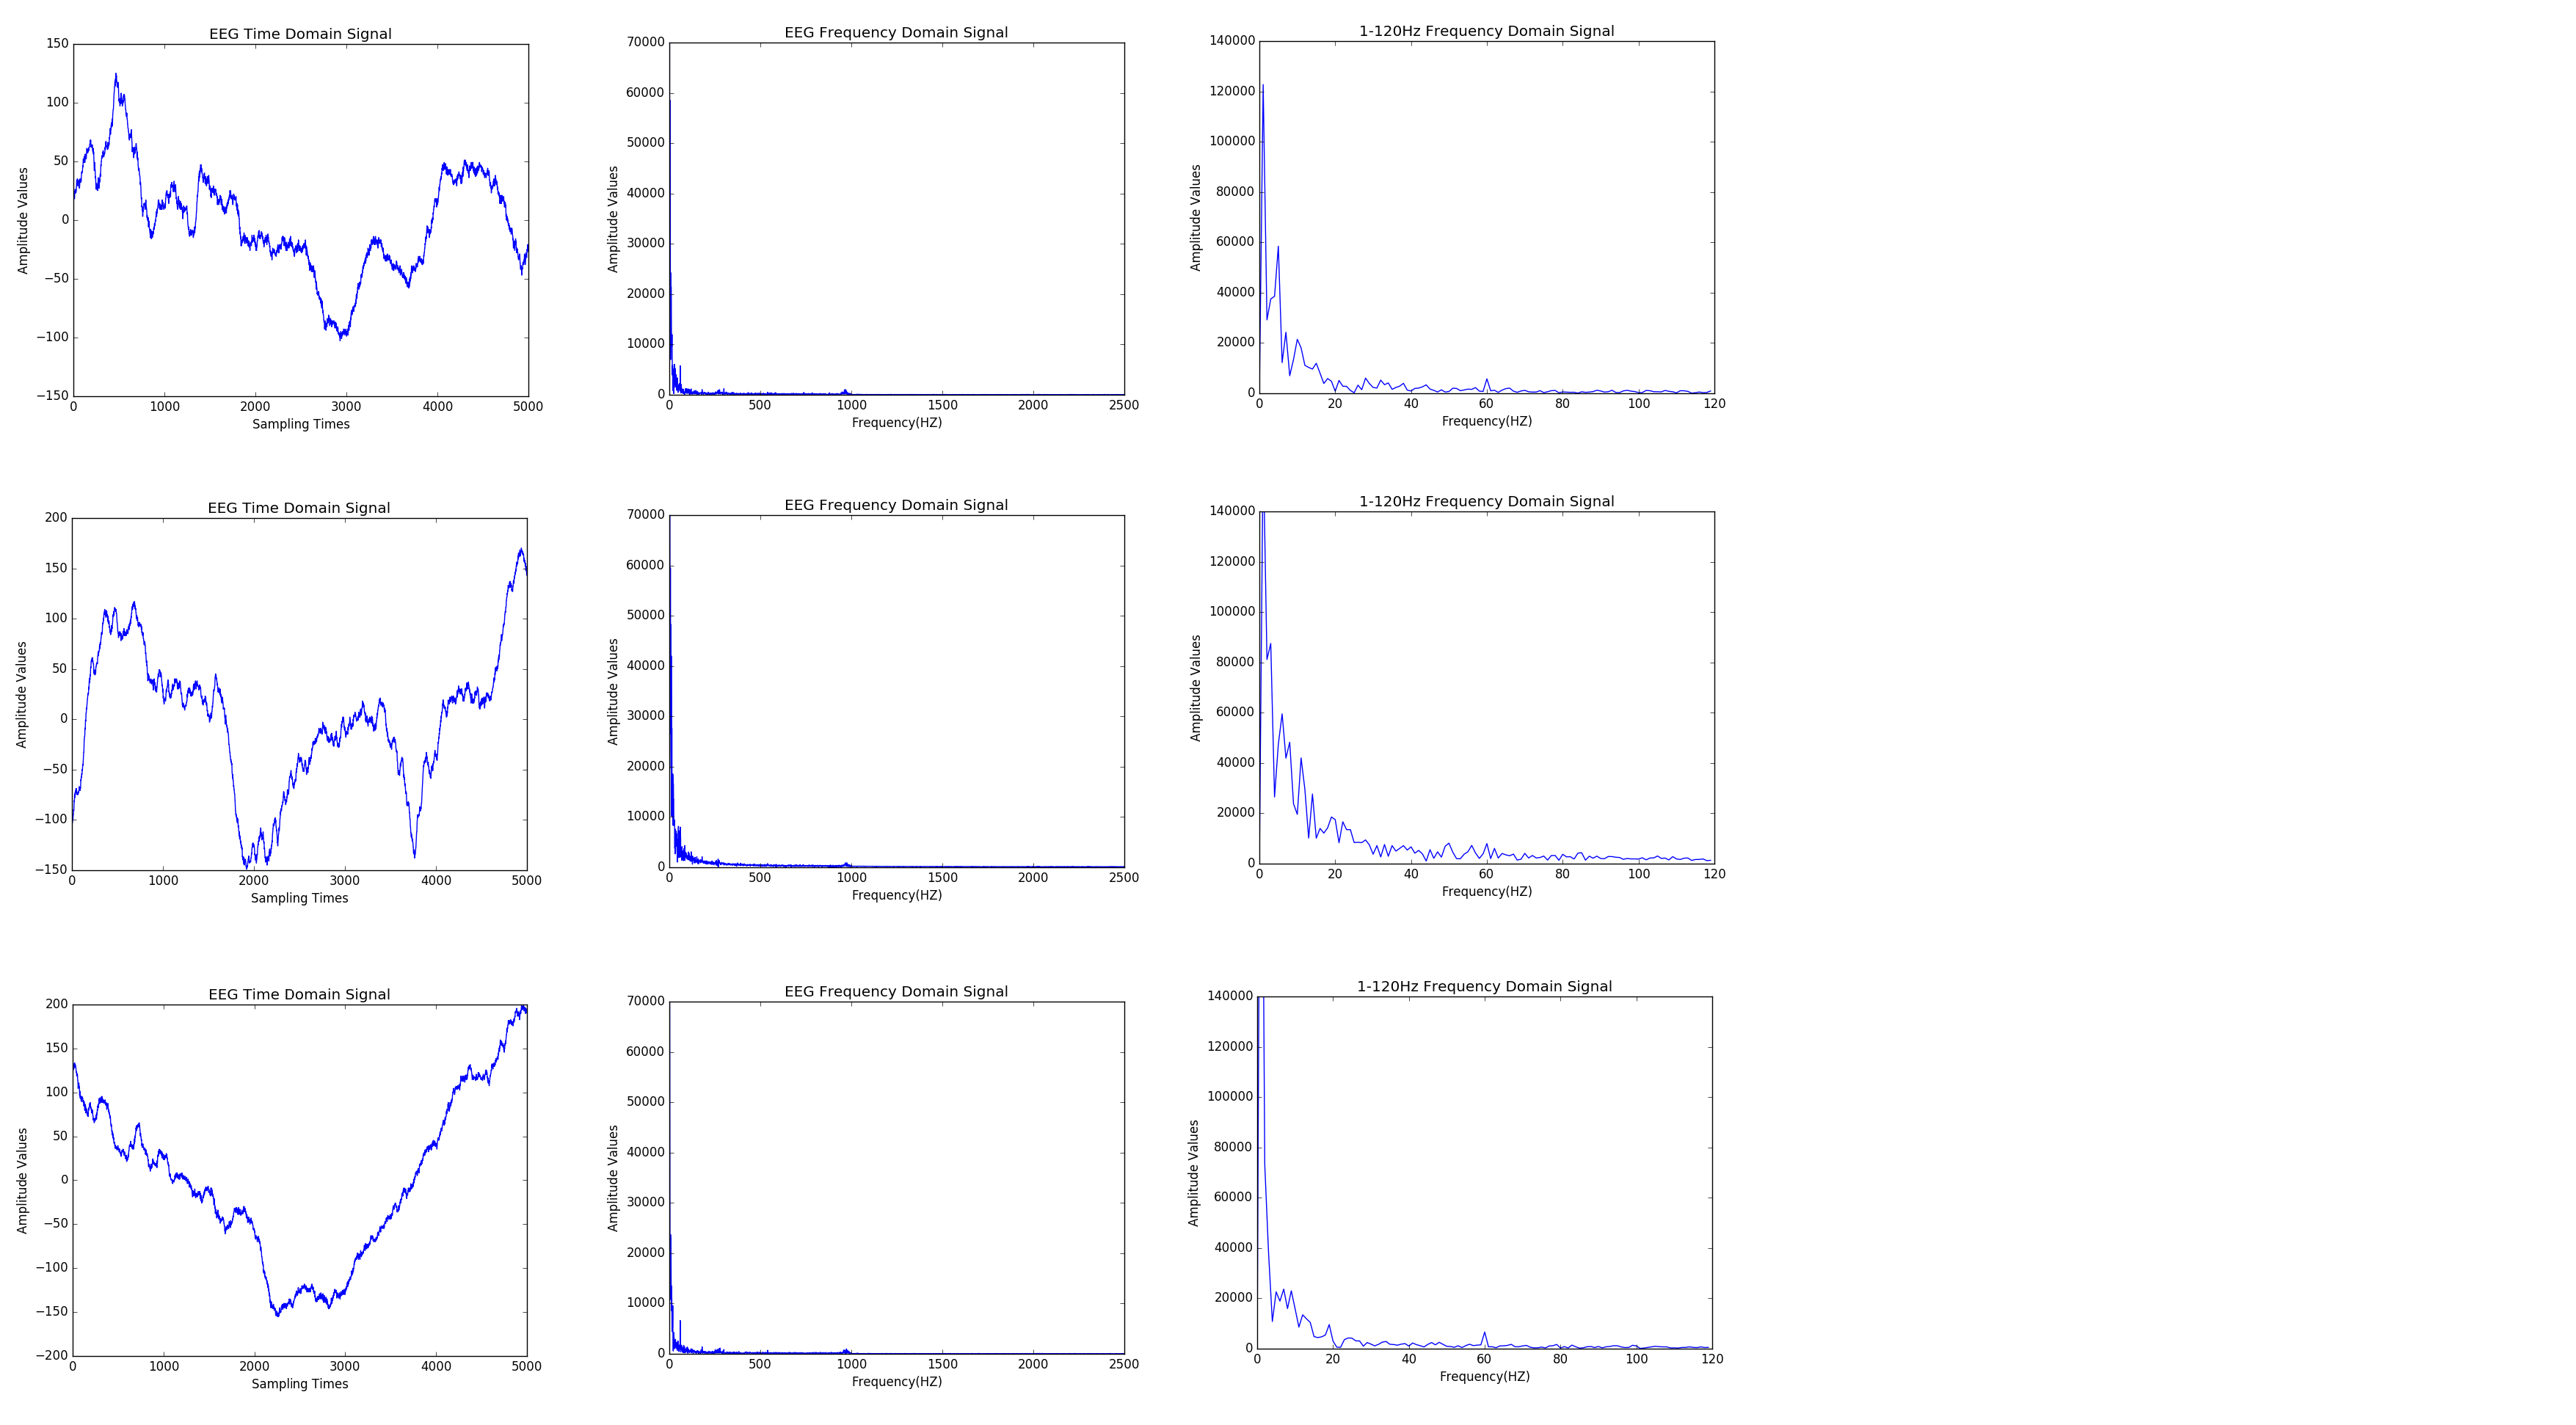 EEG Time Domain Signal
150
100
50
0
−50
−100
−150
0 1000 2000 3000 4000 5000
Sampling Times
Amplitude Values
EEG Frequency Domain Signal
70000
60000
50000
40000
30000
20000
10000
0
0 500 1000 1500 2000 2500
Frequency(HZ)
Amplitude Values
1-120Hz Frequency Domain Signal
140000
120000
100000
80000
60000
40000
20000
0
0 20 40 60 80 100 120
Frequency(HZ)
Amplitude Values
EEG Time Domain Signal
200
150
100
50
0
−50
−100
−150
0 1000 2000 3000 4000 5000
Sampling Times
Amplitude Values
EEG Frequency Domain Signal
70000
60000
50000
40000
30000
20000
10000
0
0 500 1000 1500 2000 2500
Frequency(HZ)
Amplitude Values
1-120Hz Frequency Domain Signal
140000
120000
100000
80000
60000
40000
20000
0
0 20 40 60 80 100 120
Frequency(HZ)
Amplitude Values
EEG Time Domain Signal
200
150
100
50
0
−50
−100
−150
−200
0 1000 2000 3000 4000 5000
Sampling Times
Amplitude Values
EEG Frequency Domain Signal
70000
60000
50000
40000
30000
20000
10000
0
0 500 1000 1500 2000 2500
Frequency(HZ)
Amplitude Values
1-120Hz Frequency Domain Signal
140000
120000
100000
80000
60000
40000
20000
0
0 20 40 60 80 100 120
Frequency(HZ)
Amplitude Values